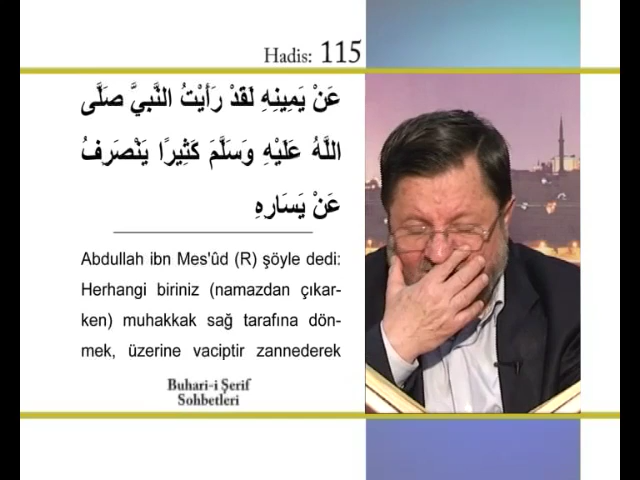 Hadis: 115
عَنْ يَمِينِهِ لَقَدْ رَأَيْتُ النَّبيَّ صَلَّى
اللَّهُ عَلَيْهِ وَسَلَّمَ كَثِيرًا يَنْصَرِفُ
عَنْ يَسَارِهِ
Abdullah ibn Mes'ûd (R) şöyle dedi:
Herhangi biriniz (namazdan çıkar-
ken) muhakkak sağ tarafına dön-
mek, üzerine vaciptir zannederek
Buhari-i Şerif
Sohbetleri